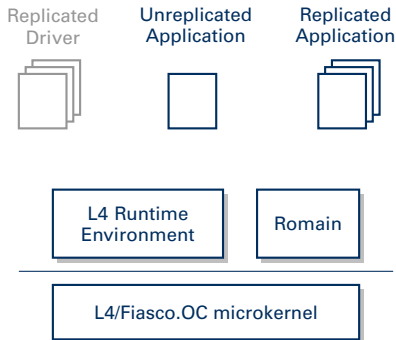 Replicated
Driver
Unreplicated
Application
Replicated
Application
L4 Runtime
Environment
Romain
L4/Fiasco.OC microkernel